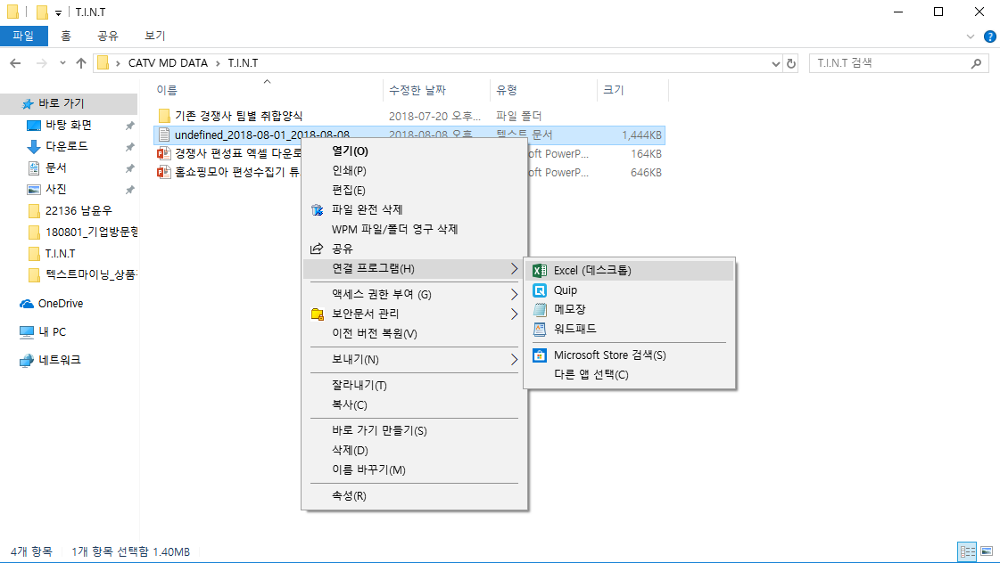 T.I.N.T
파일 홈 공유 보기
CATV MD DATA > T.I.N.T
T.I.N.T 검색
바로 가기
바탕 화면
다운로드
문서
사진
22136 남윤우
180801_기업방문형
T.I.N.T
텍스트마이닝_상품
OneDrive
내 PC
네트워크
이름 수정한 날짜 유형 크기
기존 경쟁사 팀별 취합양식 2018-07-20 오후... 파일 폴더
undefined_2018-08-01_2018-08-08 2018-08-08 오후 텍스트 문서 1,444KB
경쟁사 편성표 엑셀 다운로 oft PowerP... 164KB
홈쇼핑모아 편성수집기 튜 oft PowerP... 646KB
열기(O)
인쇄(P)
편집(E)
파일 완전 삭제
WPM 파일/폴더 영구 삭제
공유
연결 프로그램(H)
액세스 권한 부여 (G)
보안문서 관리
이전 버전 복원(V)
보내기(N)
잘라내기(T)
복사(C)
바로 가기 만들기(S)
삭제(D)
이름 바꾸기(M)
속성(R)
Excel (데스크톱)
Quip
메모장
워드패드
Microsoft Store 검색(S)
다른 앱 선택(C)
4개 항목 1개 항목 선택함 1.40MB